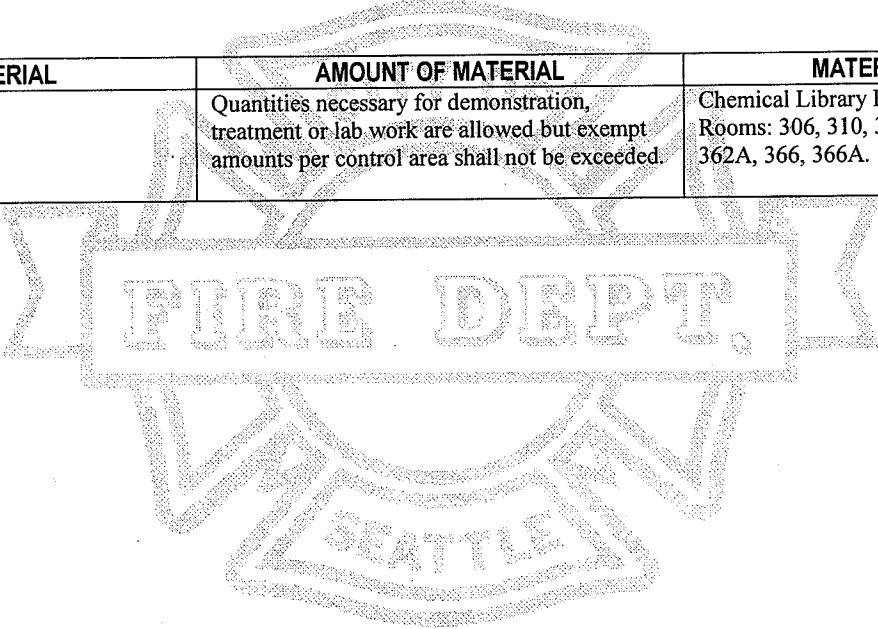 ERIAL AMOUNT OF MATERIAL MATER
Quantities necessary for demonstration, Chemical Library
treatment or lab work are allowed but exempt Rooms: 306, 310,
amounts per control area shall not be exceeded. 362A, 366, 366A.
FIRE DEPT.
SEATTLE